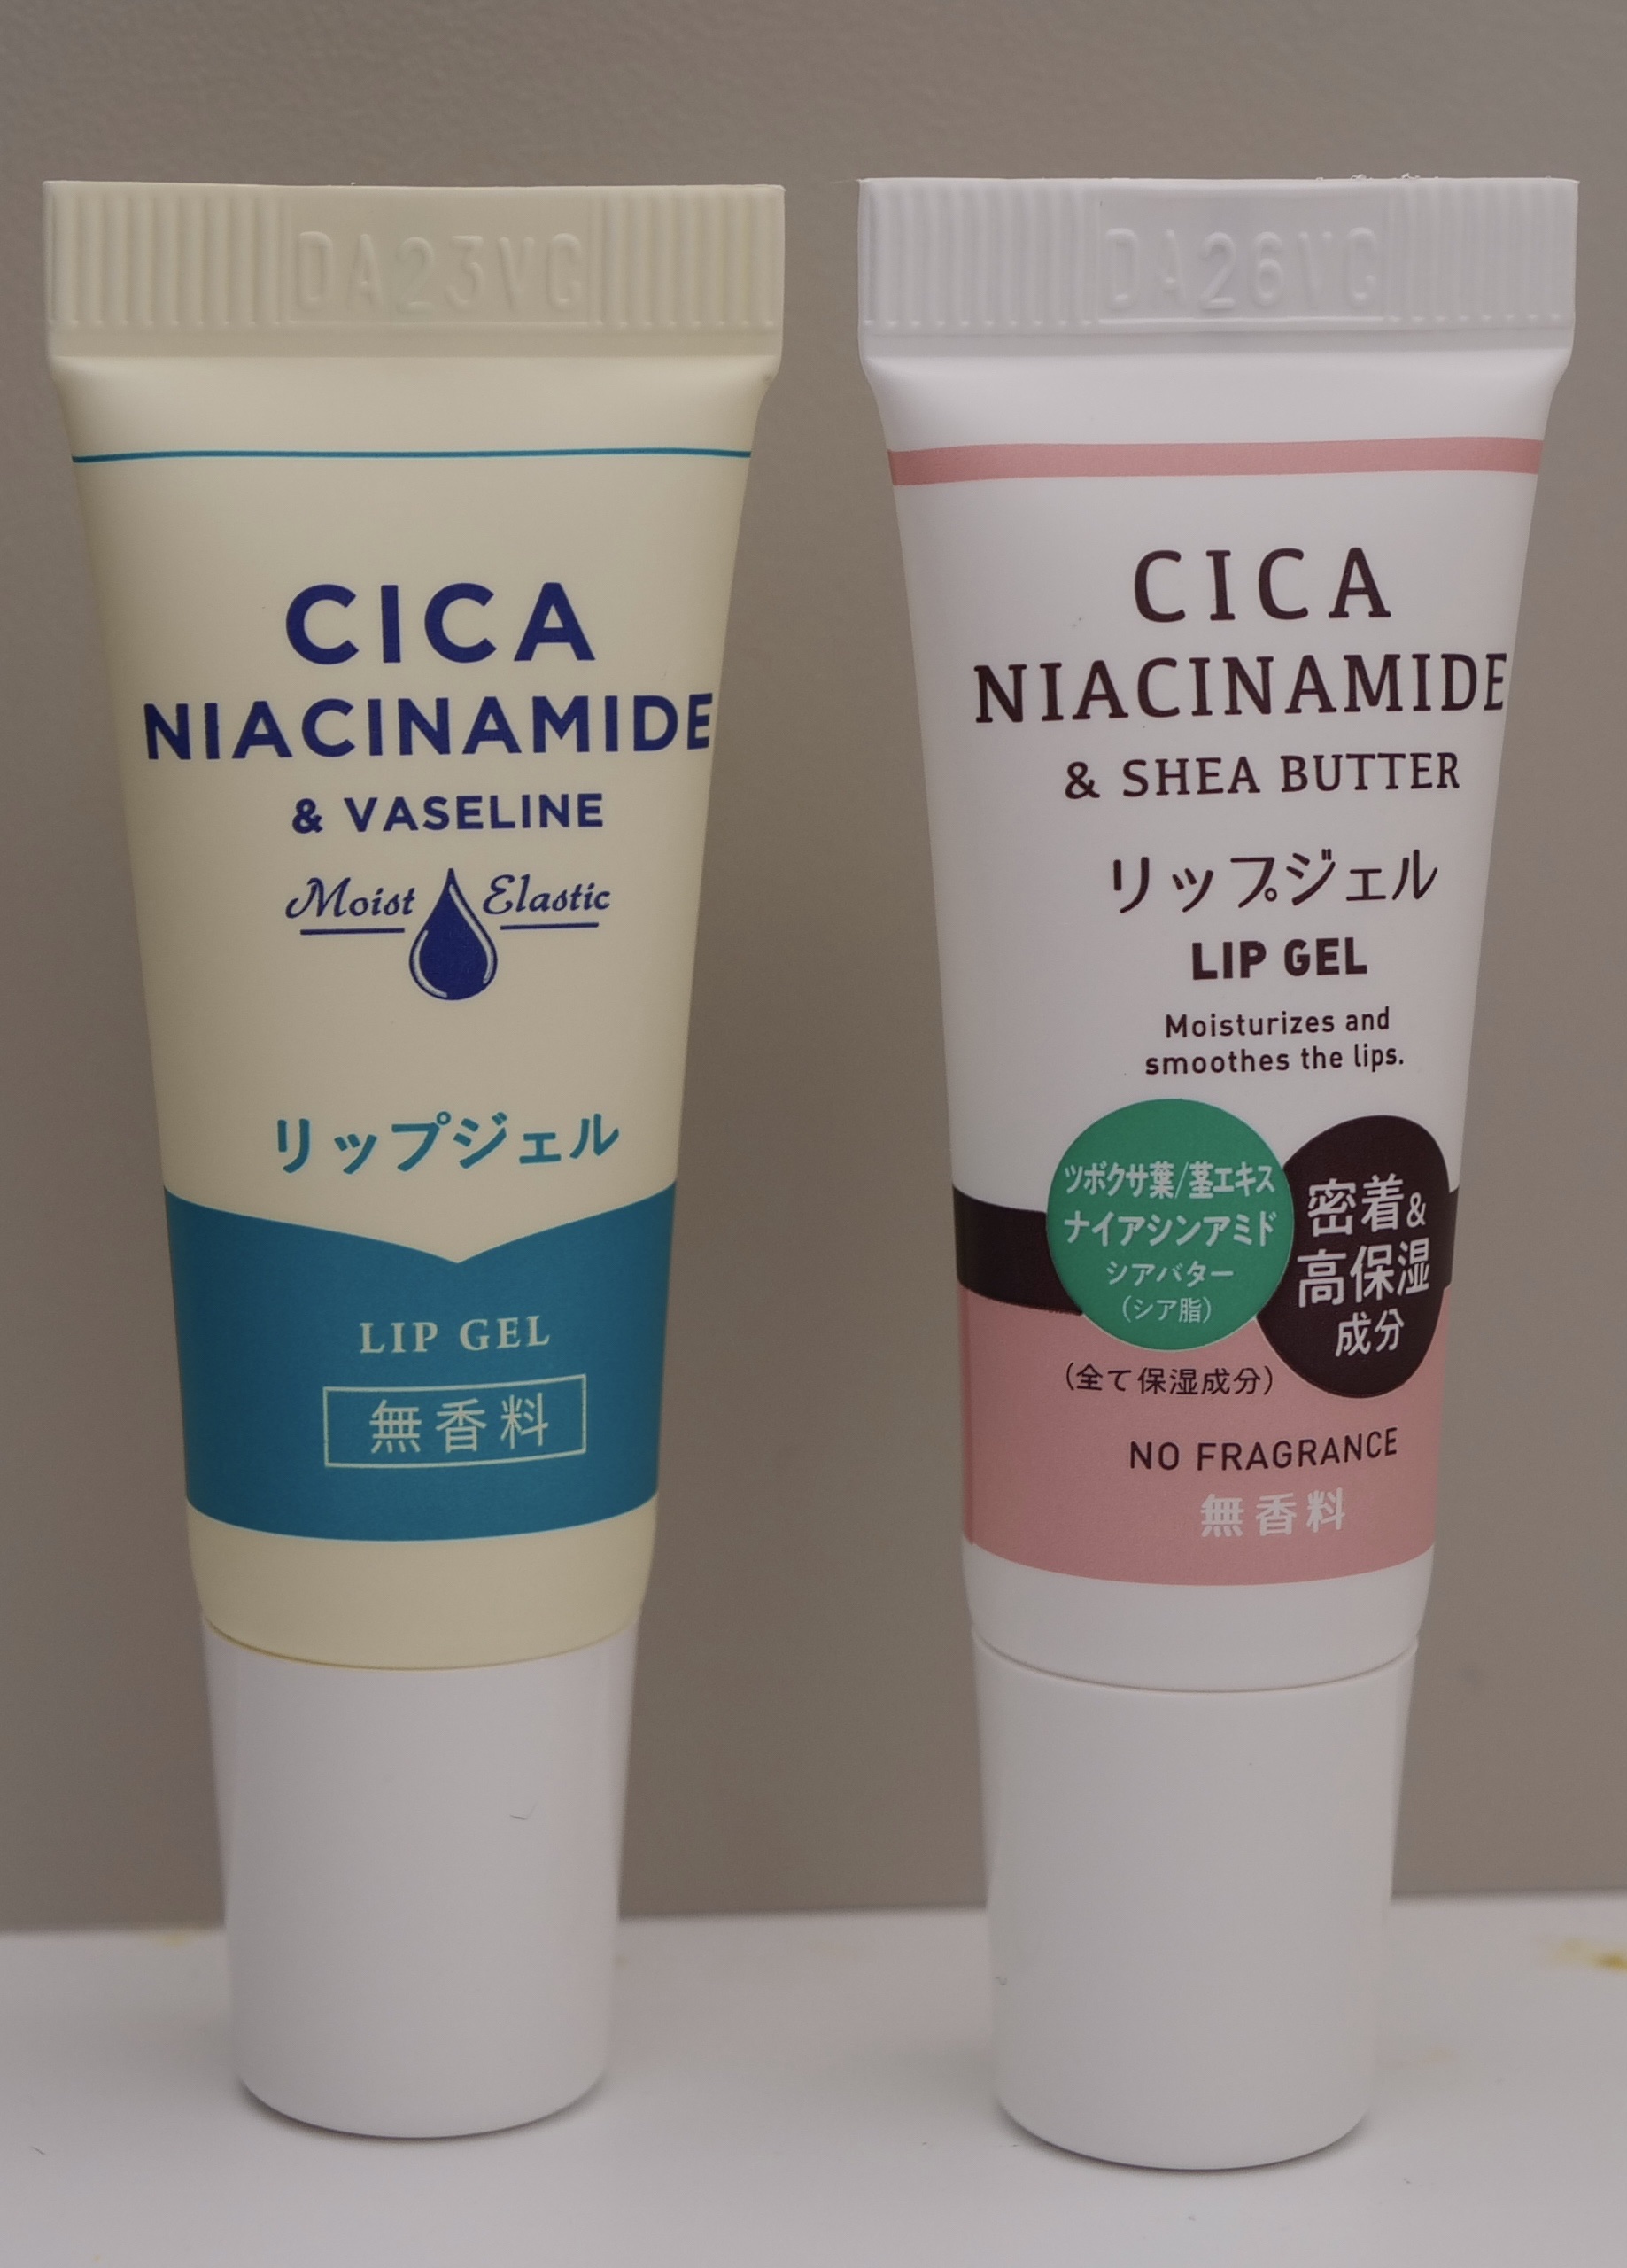 DA23VG
CICA
NIACINAMIDE
& VASELINE
Moist Elastic
リップジェル
LIP GEL
無香料
DA26VG
CICA
NIACINAMIDE
& SHEA BUTTER
リップジェル
LIP GEL
Moisturizes and
smoothes the lips.
ツボクサ葉/茎エキス
ナイアシンアミド
シアバター
(シア脂)
密着&
高保湿
成分
(全て保湿成分)
NO FRAGRANCE
無香料